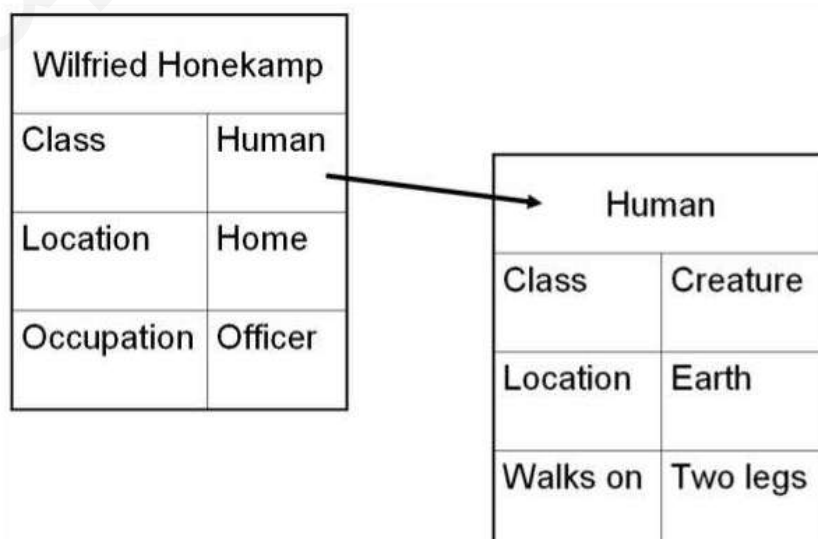 Wilfried Honekamp
Class Human
Location Home
Occupation Officer
Human
Class Creature
Location Earth
Walks on Two legs